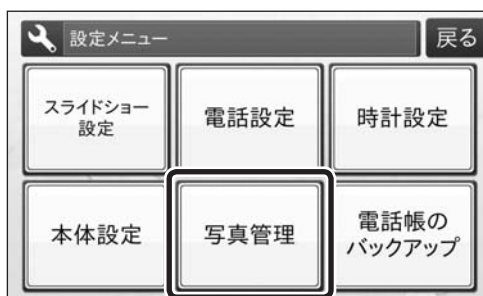 設定メニュー
戻る
スライドショー
設定
電話設定
時計設定
本体設定
写真管理
電話帳の
バックアップ